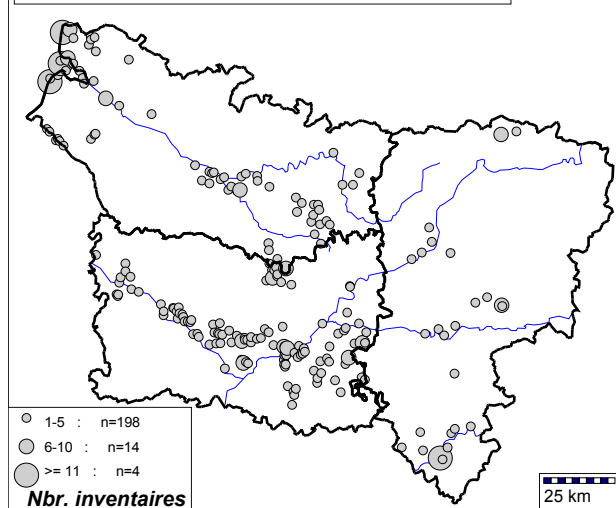 1-5 : n=198
6-10 : n=14
>= 11 : n=4
Nbr. inventaires
25 km